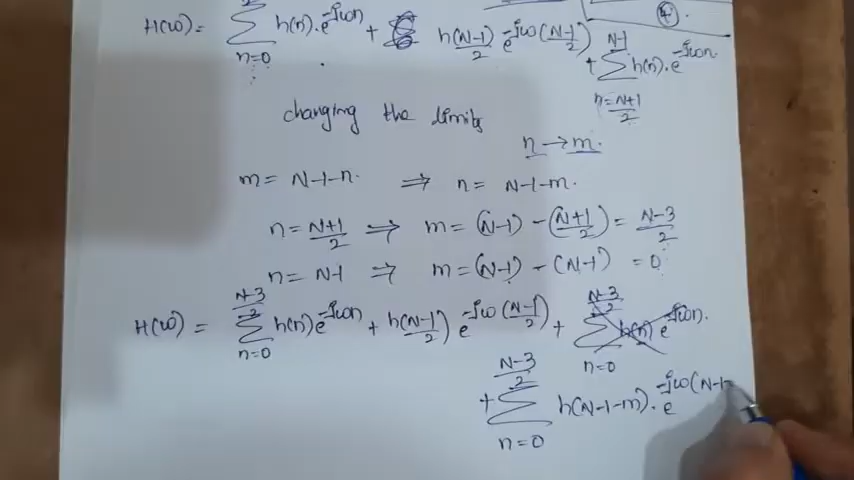 H(ω) = Σ_{n=0} h(n).e^{-jωn} + h(N-1)/2 e^{-jω(N-1/2)} + Σ_{n=N+1/2}^{N-1} h(n).e^{-jωn}.
④.
changing the limits
n → m.
m = N-1-n. ⇒ n = N-1-m.
n = N+1/2 ⇒ m = (N-1) - (N+1/2) = N-3/2
n = N-1 ⇒ m = (N-1) - (N-1) = 0
H(ω) = Σ_{n=0}^{N-3/2} h(n)e^{-jωn} + h(N-1/2) e^{-jω(N-1/2)} + Σ_{n=0}^{N-3/2} h(n) e^{-jωn}.
+ Σ_{n=0}^{N-3/2} h(N-1-m). e^{-jω(N-1-